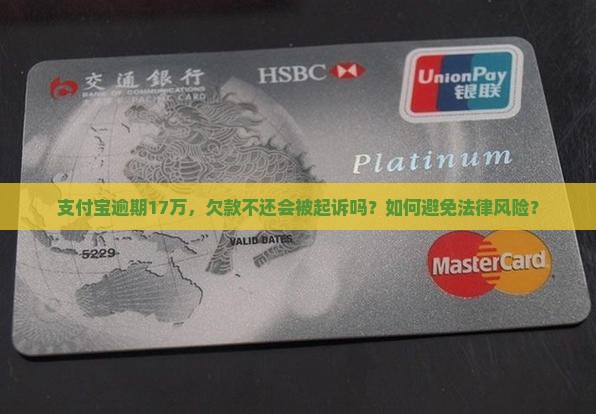 交通銀行 HSBC
BANK OF COMMUNICATIONS
PACIFIC CARD
UnionPay
银联
Platinum
支付宝逾期17万，欠款不还会被起诉吗？如何避免法律风险？
VALID DATES
5229
MasterCard